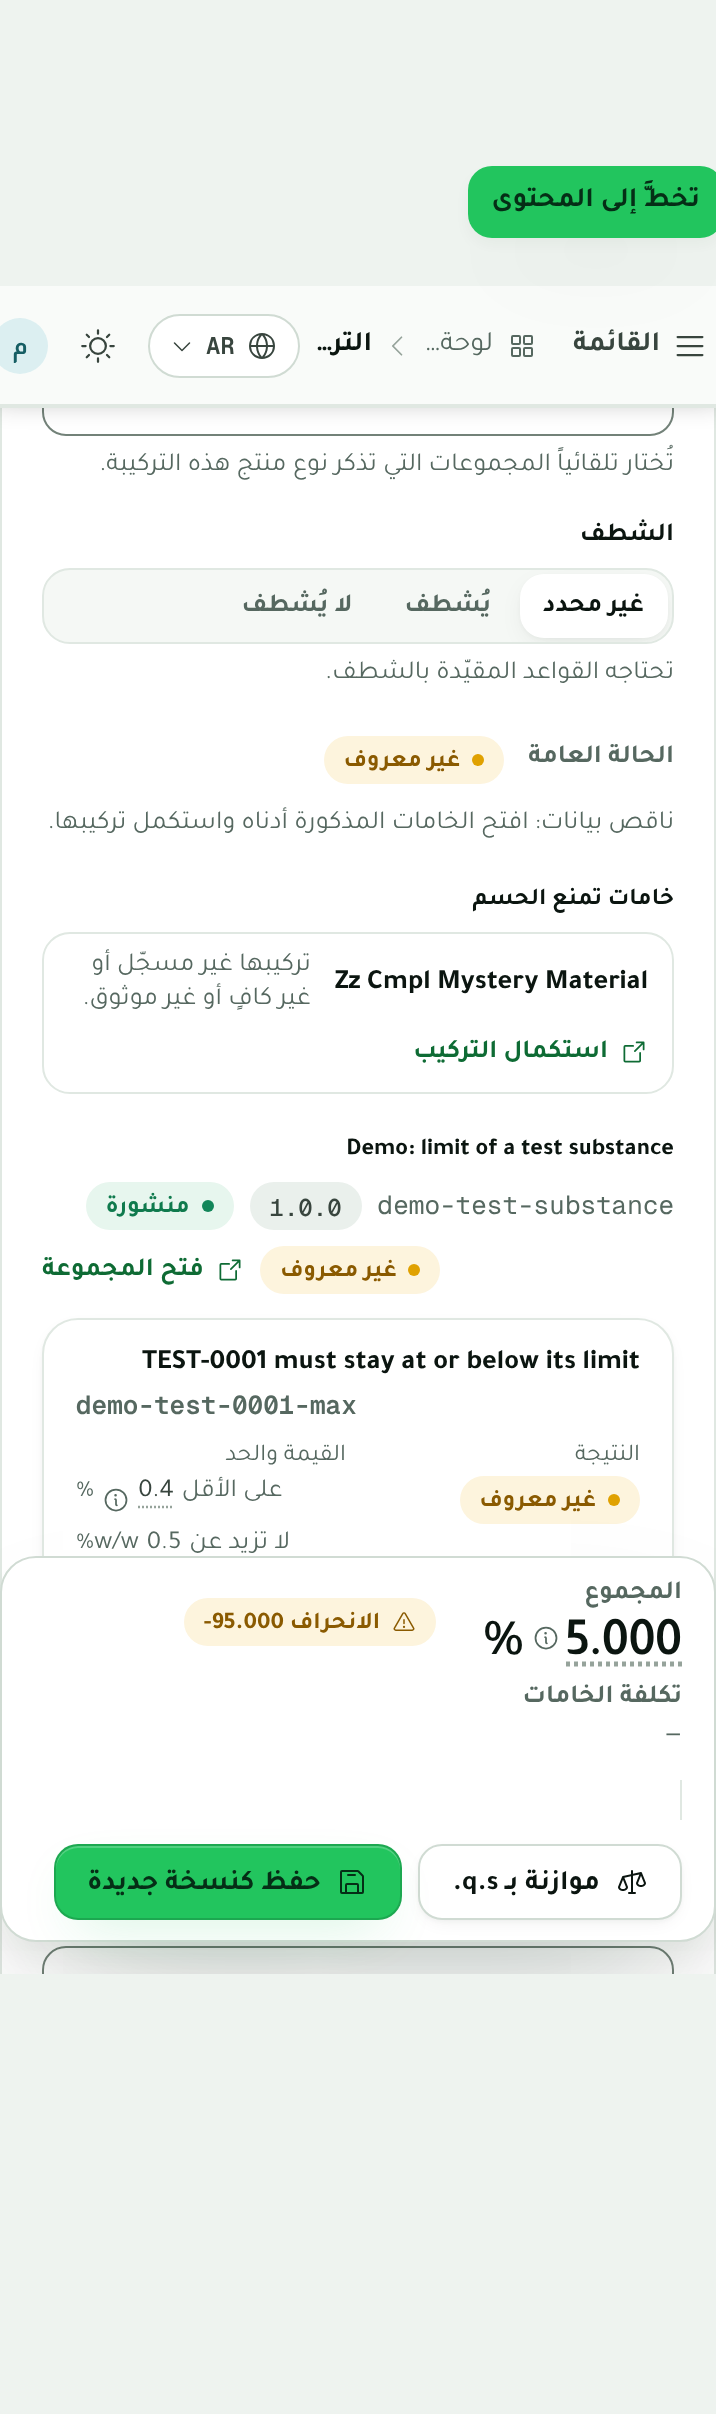 تخطَّ إلى المحتوى
القائمة
لوحة...
التر...
AR
م
تُختار تلقائياً المجموعات التي تذكر نوع منتج هذه التركيبة.
الشطف
غير محدد
يُشطف
لا يُشطف
تحتاجه القواعد المقيّدة بالشطف.
الحالة العامة
غير معروف
ناقص بيانات: افتح الخامات المذكورة أدناه واستكمل تركيبها.
خامات تمنع الحسم
Zz Cmpl Mystery Material
تركيبها غير مسجّل أو
غير كافٍ أو غير موثوق.
استكمال التركيب
Demo: limit of a test substance
demo-test-substance
1.0.0
منشورة
غير معروف
فتح المجموعة
TEST-0001 must stay at or below its limit
demo-test-0001-max
النتيجة
القيمة والحد
غير معروف
على الأقل 0.4 %
لا تزيد عن 0.5 %w/w
المجموع
5.000 %
الانحراف 95.000-
تكلفة الخامات
—
موازنة بـ q.s.
حفظ كنسخة جديدة